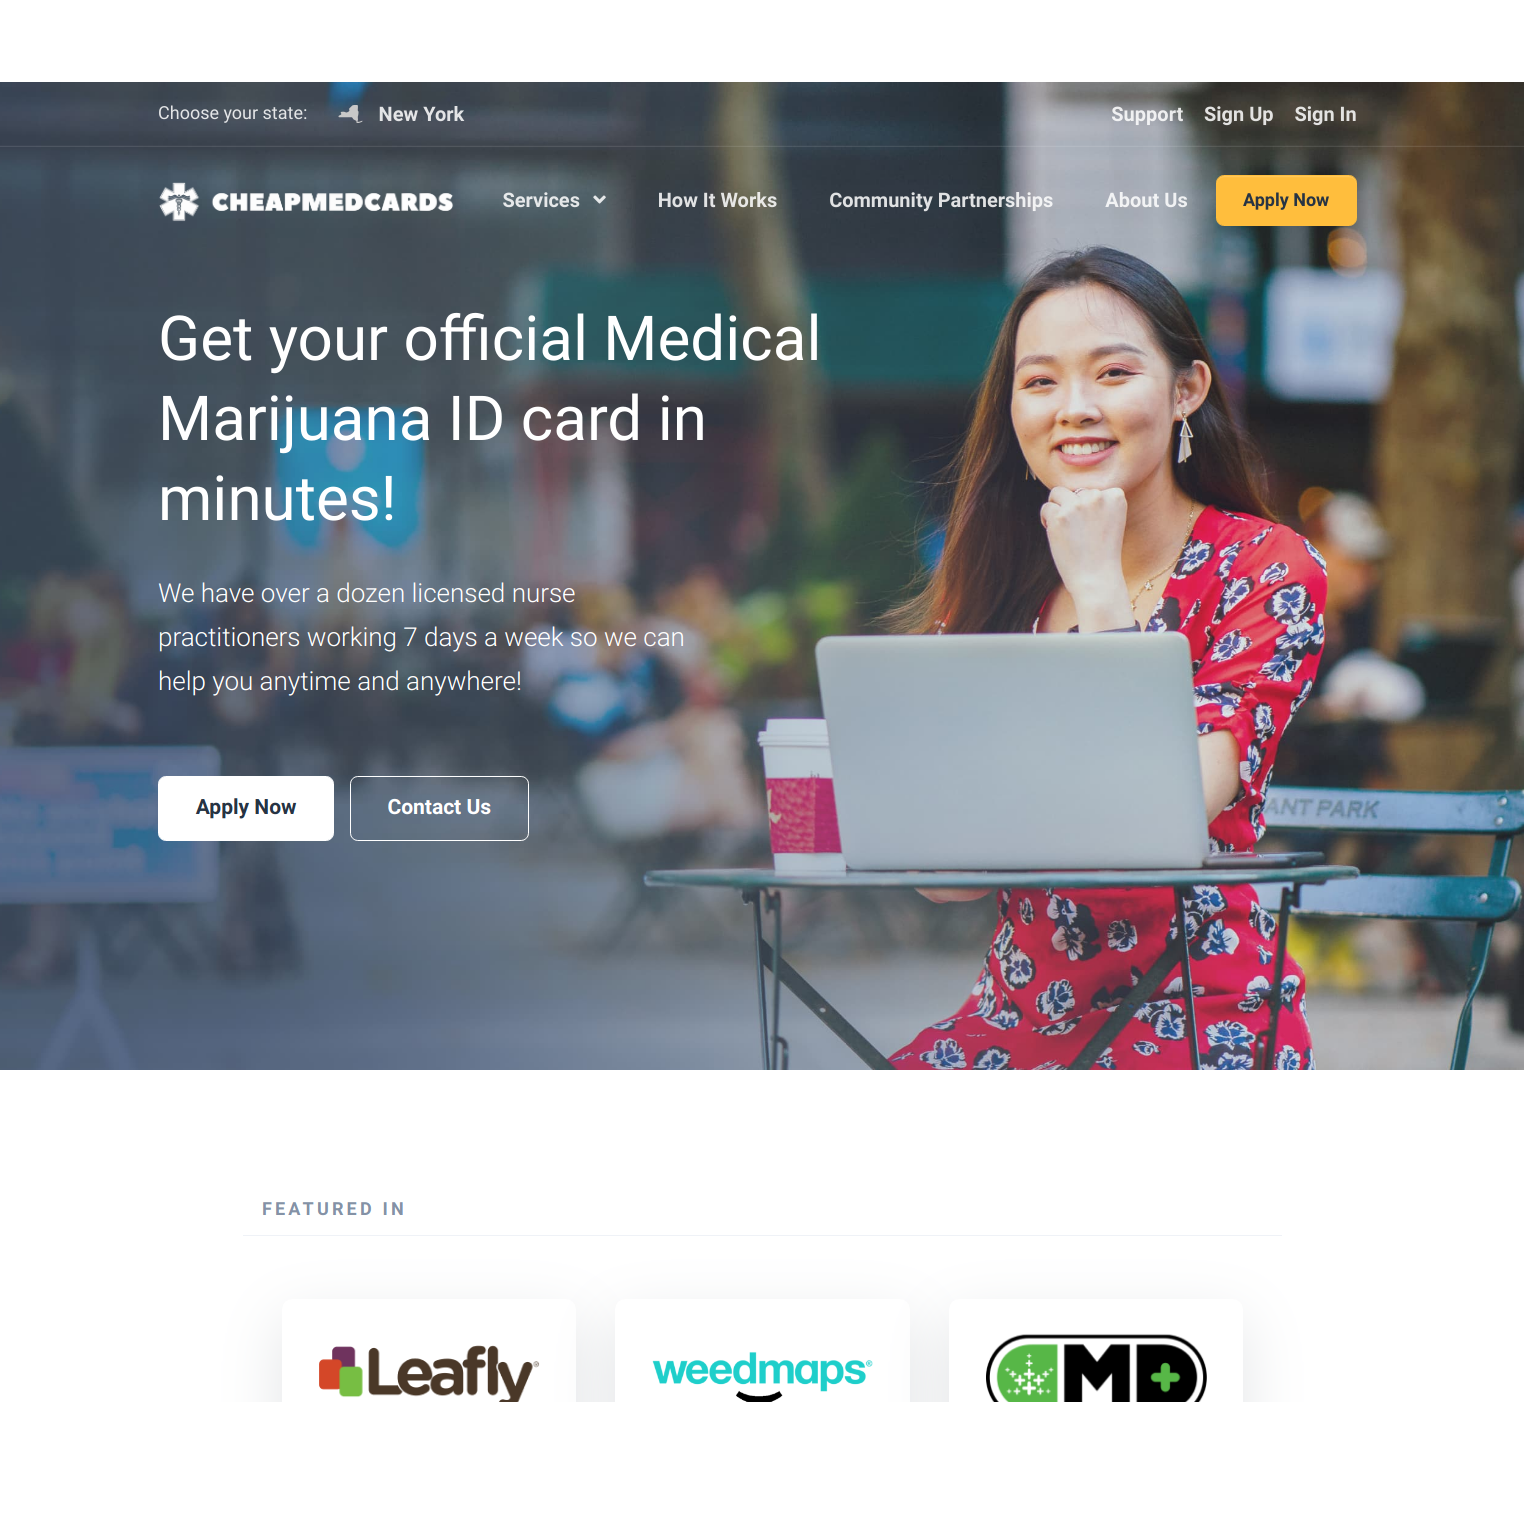 Choose your state: New York
Support Sign Up Sign In
CHEAPMEDCARDS
Services How It Works Community Partnerships About Us Apply Now
Get your official Medical
Marijuana ID card in
minutes!
We have over a dozen licensed nurse
practitioners working 7 days a week so we can
help you anytime and anywhere!
Apply Now Contact Us
ANT PARK
FEATURED IN
Leafly®
weedmaps®
MD